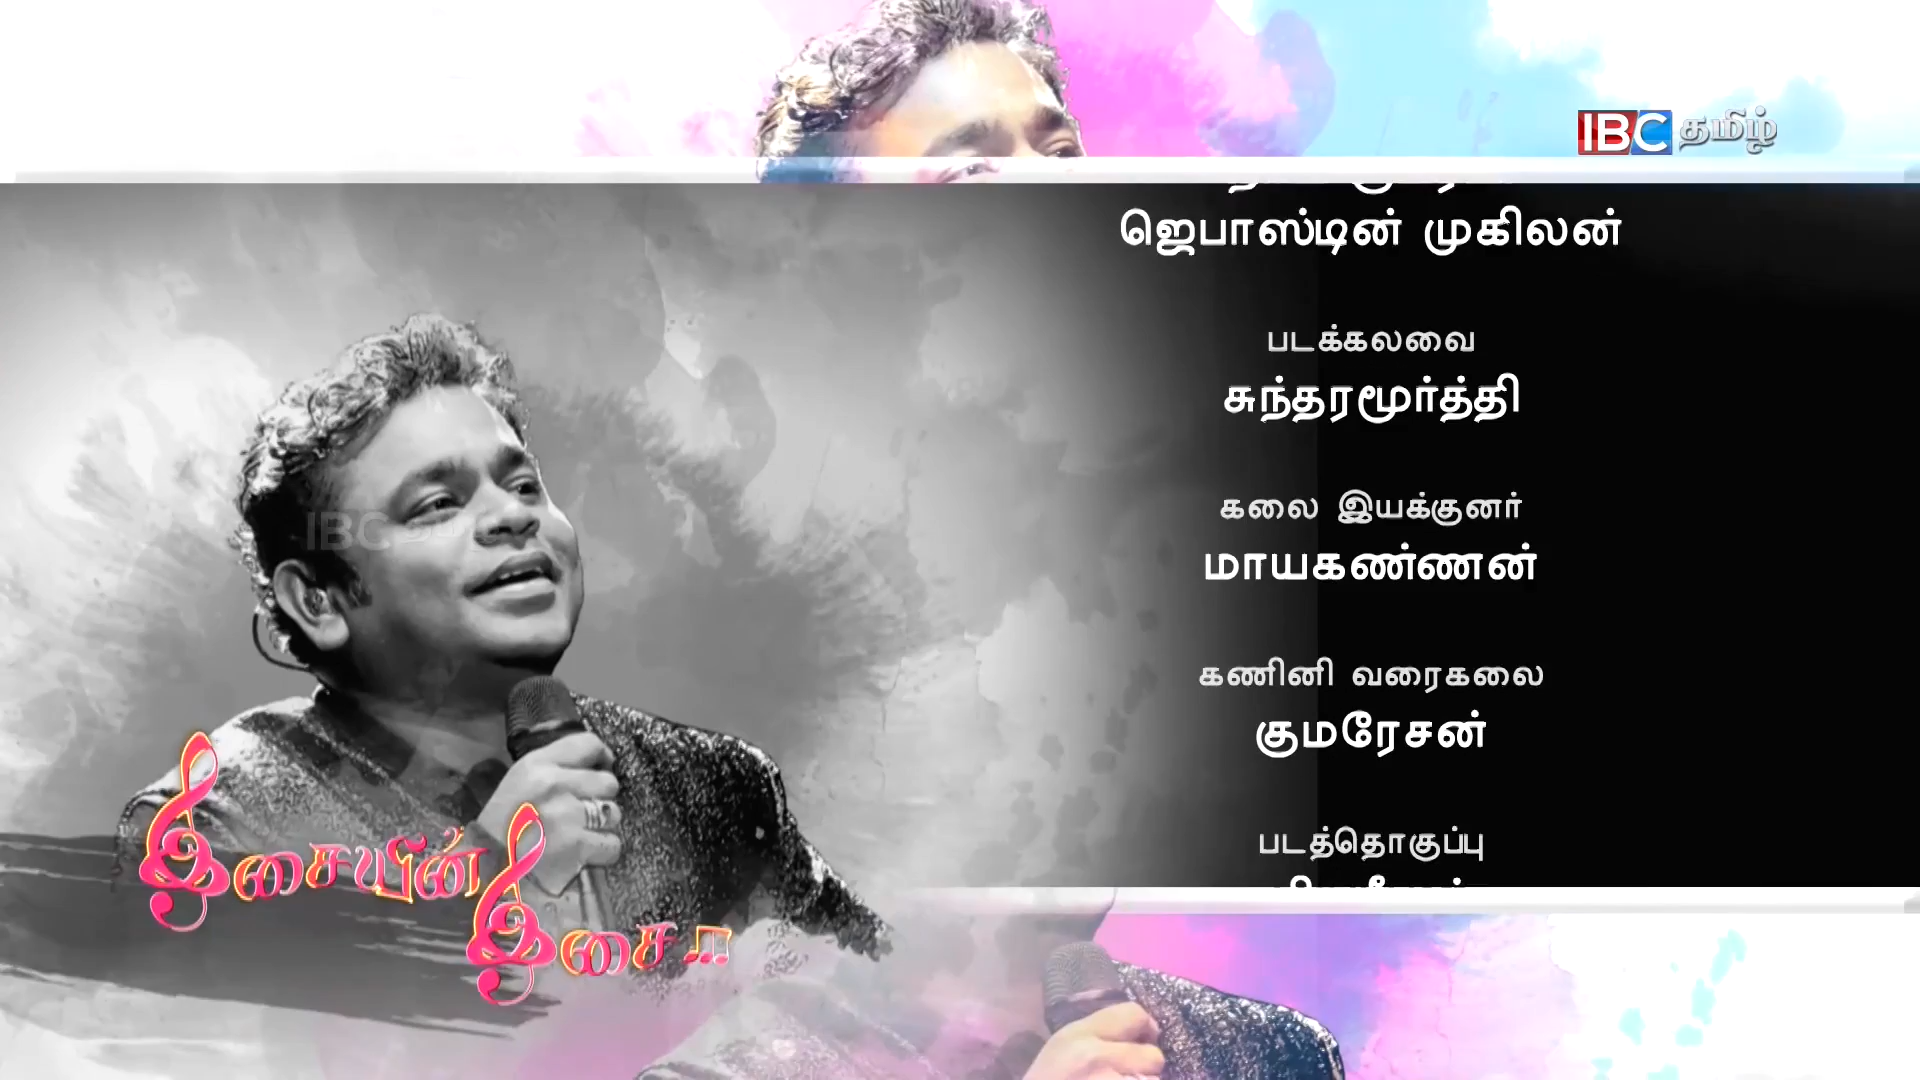 IBC தமிழ்
ஜெபாஸ்டின் முகிலன்
படக்கலவை
சுந்தரமூர்த்தி
கலை இயக்குனர்
மாயகண்ணன்
கணினி வரைகலை
குமரேசன்
படத்தொகுப்பு
IBC
இசையின்
இசை